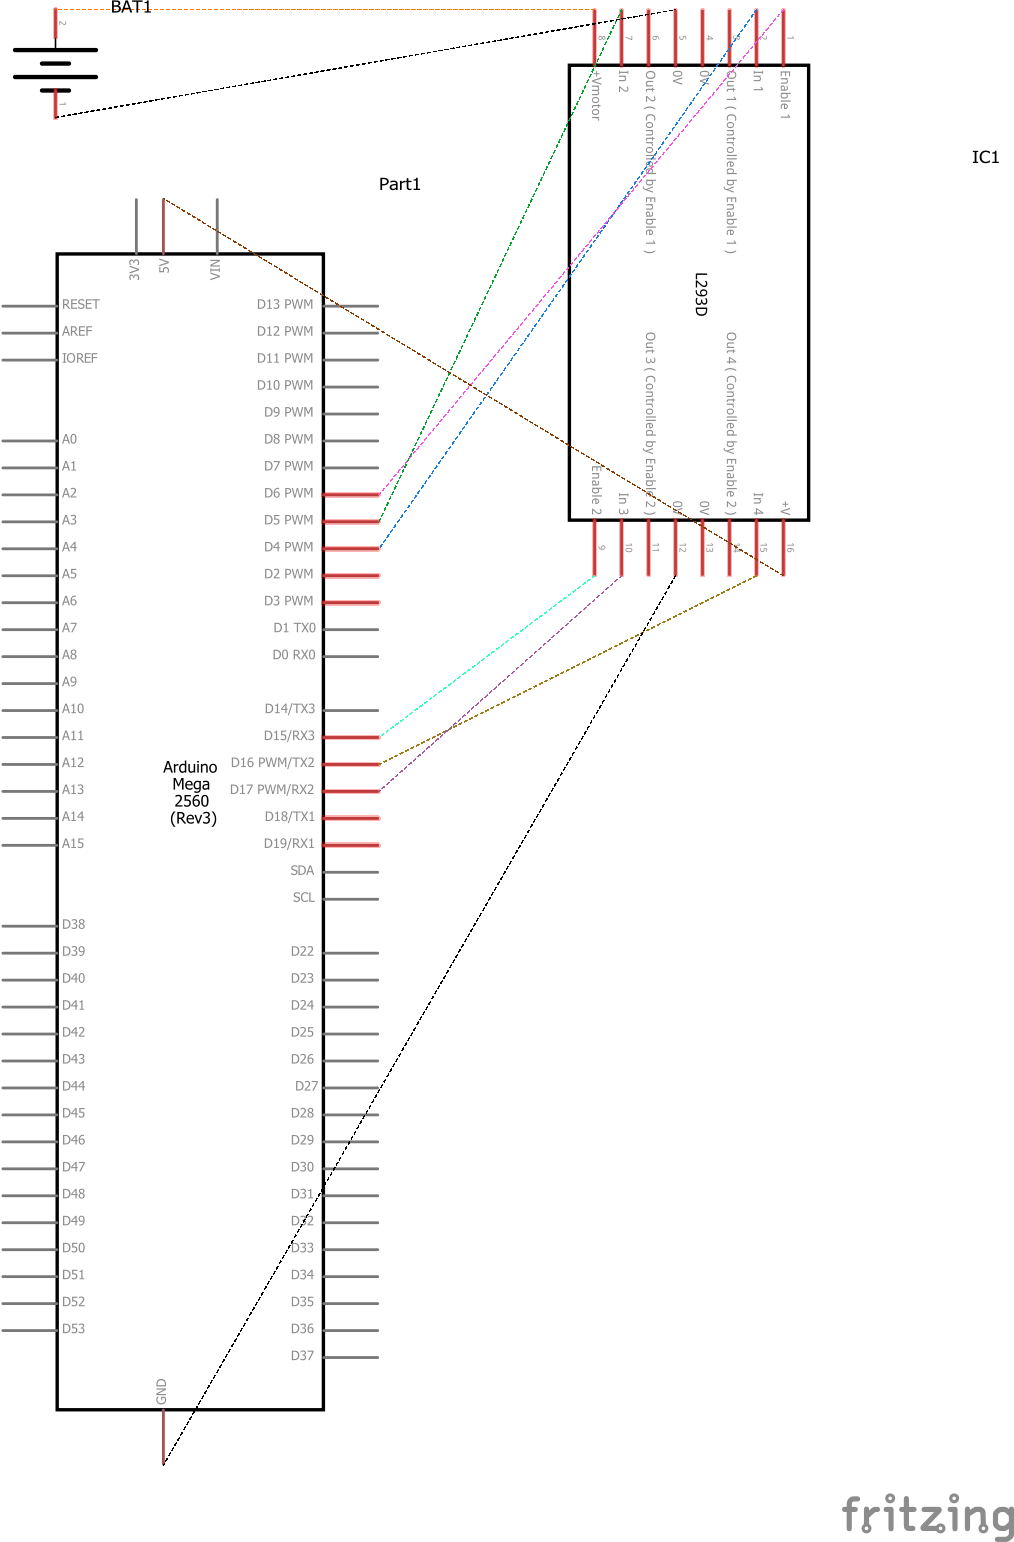 BAT1
2
1
8
7
6
5
4
3
2
1
+Vmotor
In 2
Out 2 ( Controlled by Enable 1 )
0V
0V
Out 1 ( Controlled by Enable 1 )
In 1
Enable 1
IC1
Part1
L293D
Enable 2
In 3
Out 3 ( Controlled by Enable 2 )
0V
0V
Out 4 ( Controlled by Enable 2 )
In 4
+V
9
10
11
12
13
14
15
16
3V3
5V
VIN
RESET
AREF
IOREF
A0
A1
A2
A3
A4
A5
A6
A7
A8
A9
A10
A11
A12
A13
A14
A15
D38
D39
D40
D41
D42
D43
D44
D45
D46
D47
D48
D49
D50
D51
D52
D53
Arduino
Mega
2560
(Rev3)
D13 PWM
D12 PWM
D11 PWM
D10 PWM
D9 PWM
D8 PWM
D7 PWM
D6 PWM
D5 PWM
D4 PWM
D2 PWM
D3 PWM
D1 TX0
D0 RX0
D14/TX3
D15/RX3
D16 PWM/TX2
D17 PWM/RX2
D18/TX1
D19/RX1
SDA
SCL
D22
D23
D24
D25
D26
D27
D28
D29
D30
D31
D32
D33
D34
D35
D36
D37
GND
fritzing